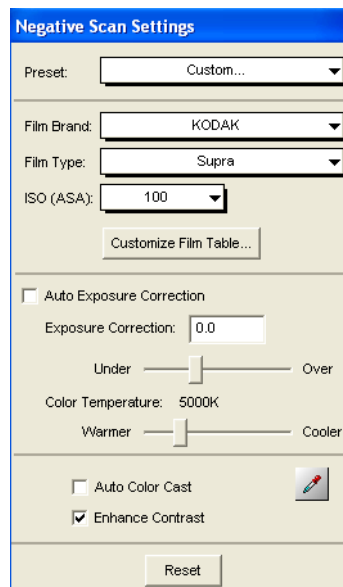 Negative Scan Settings
Preset: Custom...
Film Brand: KODAK
Film Type: Supra
ISO (ASA): 100
Customize Film Table...
Auto Exposure Correction
Exposure Correction: 0.0
Under Over
Color Temperature: 5000K
Warmer Cooler
Auto Color Cast
Enhance Contrast
Reset